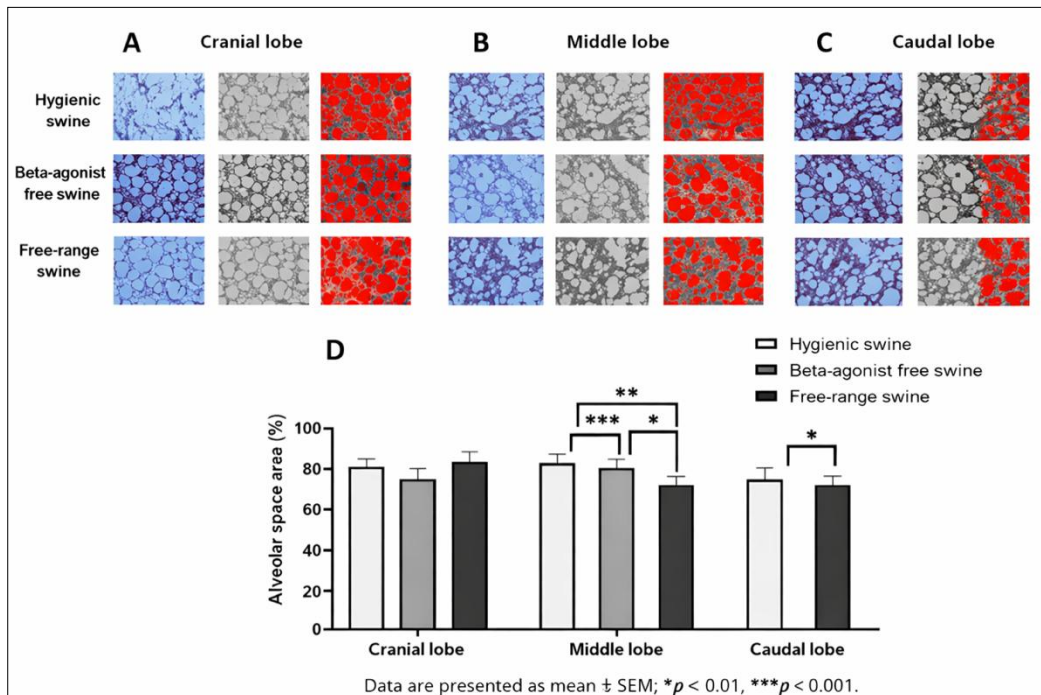 A Cranial lobe
B Middle lobe
C Caudal lobe
Hygienic
swine
Beta-agonist
free swine
Free-range
swine
D
Hygienic swine
Beta-agonist free swine
Free-range swine
Alveolar space area (%)
100
80
60
40
20
0
**
*** *
*
Cranial lobe Middle lobe Caudal lobe
Data are presented as mean ± SEM; *p < 0.01, ***p < 0.001.